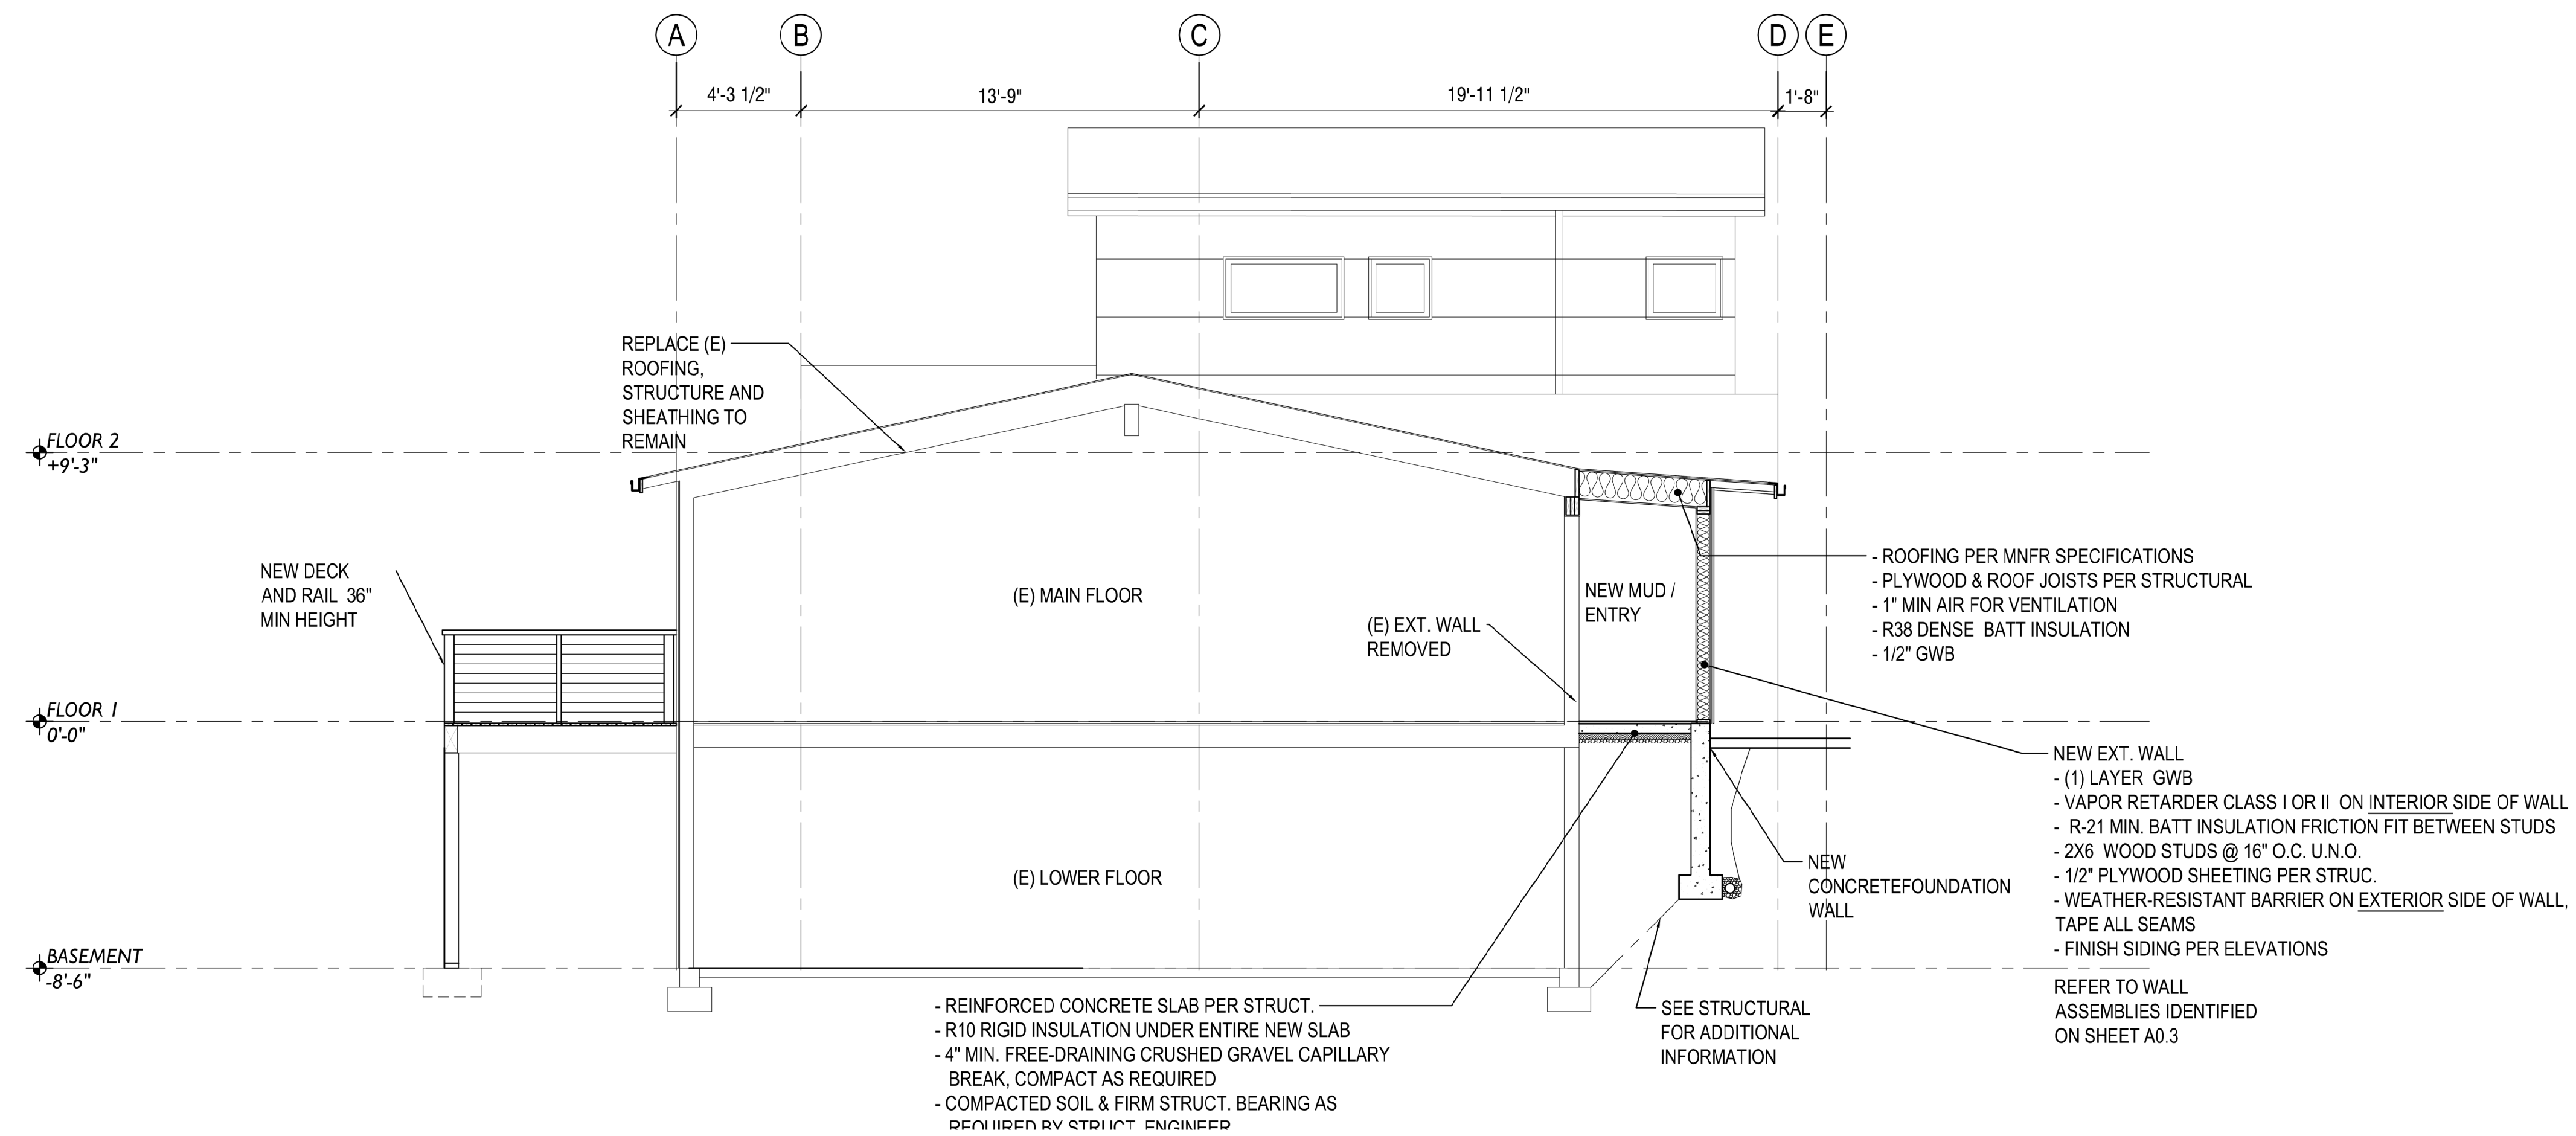 A
B
C
D
E
4'-3 1/2"
13'-9"
19'-11 1/2"
1'-8"
REPLACE (E)
ROOFING,
STRUCTURE AND
SHEATHING TO
REMAIN
FLOOR 2
+9'-3"
NEW DECK
AND RAIL 36"
MIN HEIGHT
(E) MAIN FLOOR
(E) EXT. WALL
REMOVED
NEW MUD /
ENTRY
- ROOFING PER MNFR SPECIFICATIONS
- PLYWOOD & ROOF JOISTS PER STRUCTURAL
- 1" MIN AIR FOR VENTILATION
- R38 DENSE BATT INSULATION
- 1/2" GWB
FLOOR 1
0'-0"
NEW EXT. WALL
- (1) LAYER GWB
- VAPOR RETARDER CLASS I OR II ON INTERIOR SIDE OF WALL
- R-21 MIN. BATT INSULATION FRICTION FIT BETWEEN STUDS
- 2X6 WOOD STUDS @ 16" O.C. U.N.O.
- 1/2" PLYWOOD SHEETING PER STRUC.
- WEATHER-RESISTANT BARRIER ON EXTERIOR SIDE OF WALL,
TAPE ALL SEAMS
- FINISH SIDING PER ELEVATIONS
REFER TO WALL
ASSEMBLIES IDENTIFIED
ON SHEET A0.3
(E) LOWER FLOOR
NEW
CONCRETEFOUNDATION
WALL
BASEMENT
-8'-6"
- REINFORCED CONCRETE SLAB PER STRUCT.
- R10 RIGID INSULATION UNDER ENTIRE NEW SLAB
- 4" MIN. FREE-DRAINING CRUSHED GRAVEL CAPILLARY
BREAK, COMPACT AS REQUIRED
- COMPACTED SOIL & FIRM STRUCT. BEARING AS
REQUIRED BY STRUCT. ENGINEER
SEE STRUCTURAL
FOR ADDITIONAL
INFORMATION